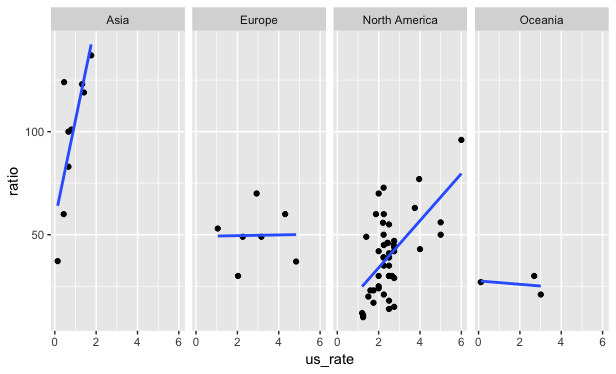 Asia Europe North America Oceania
100
50
ratio
0 2 4 6 0 2 4 6 0 2 4 6 0 2 4 6
us_rate